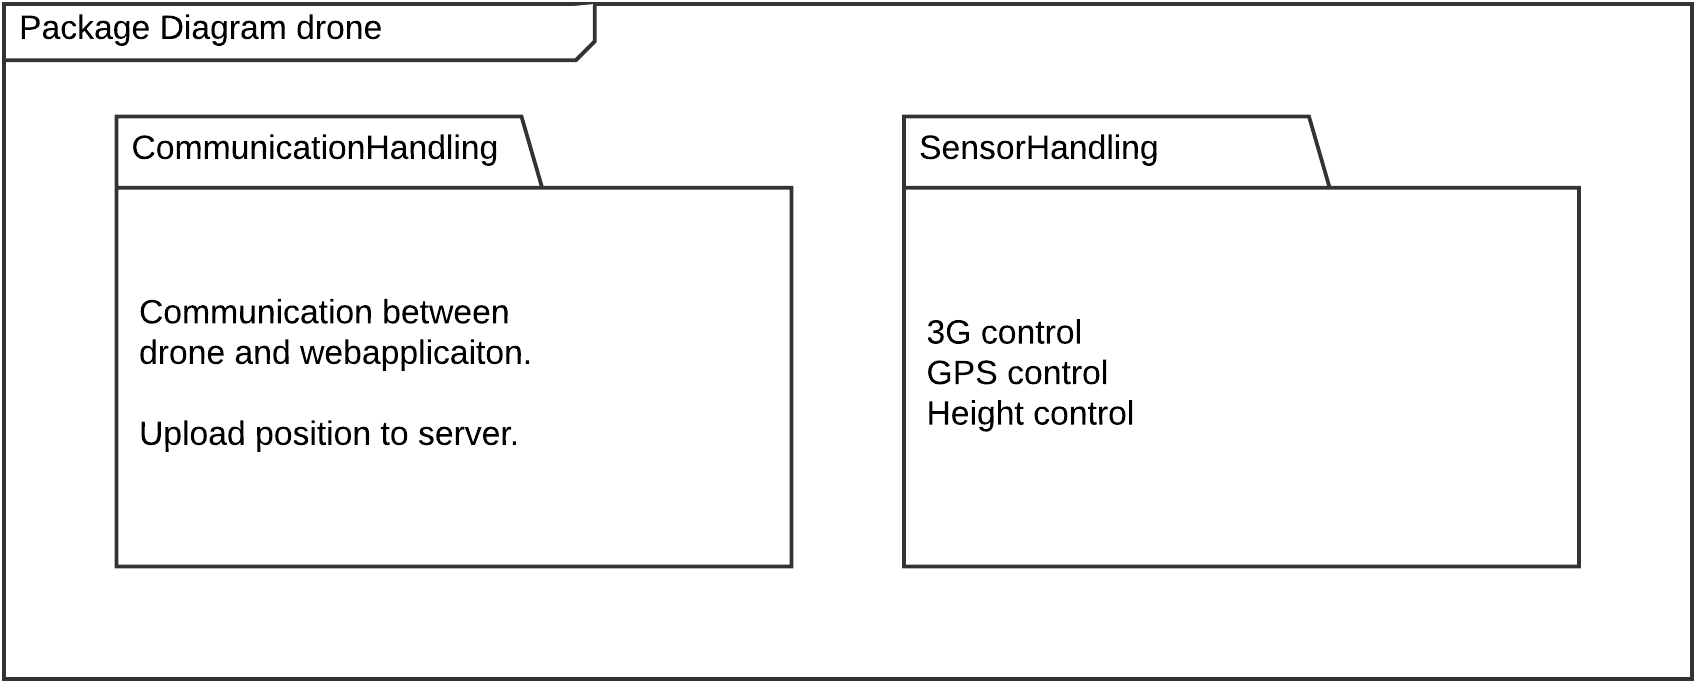 Package Diagram drone
CommunicationHandling
Communication between
drone and webapplicaiton.
Upload position to server.
SensorHandling
3G control
GPS control
Height control